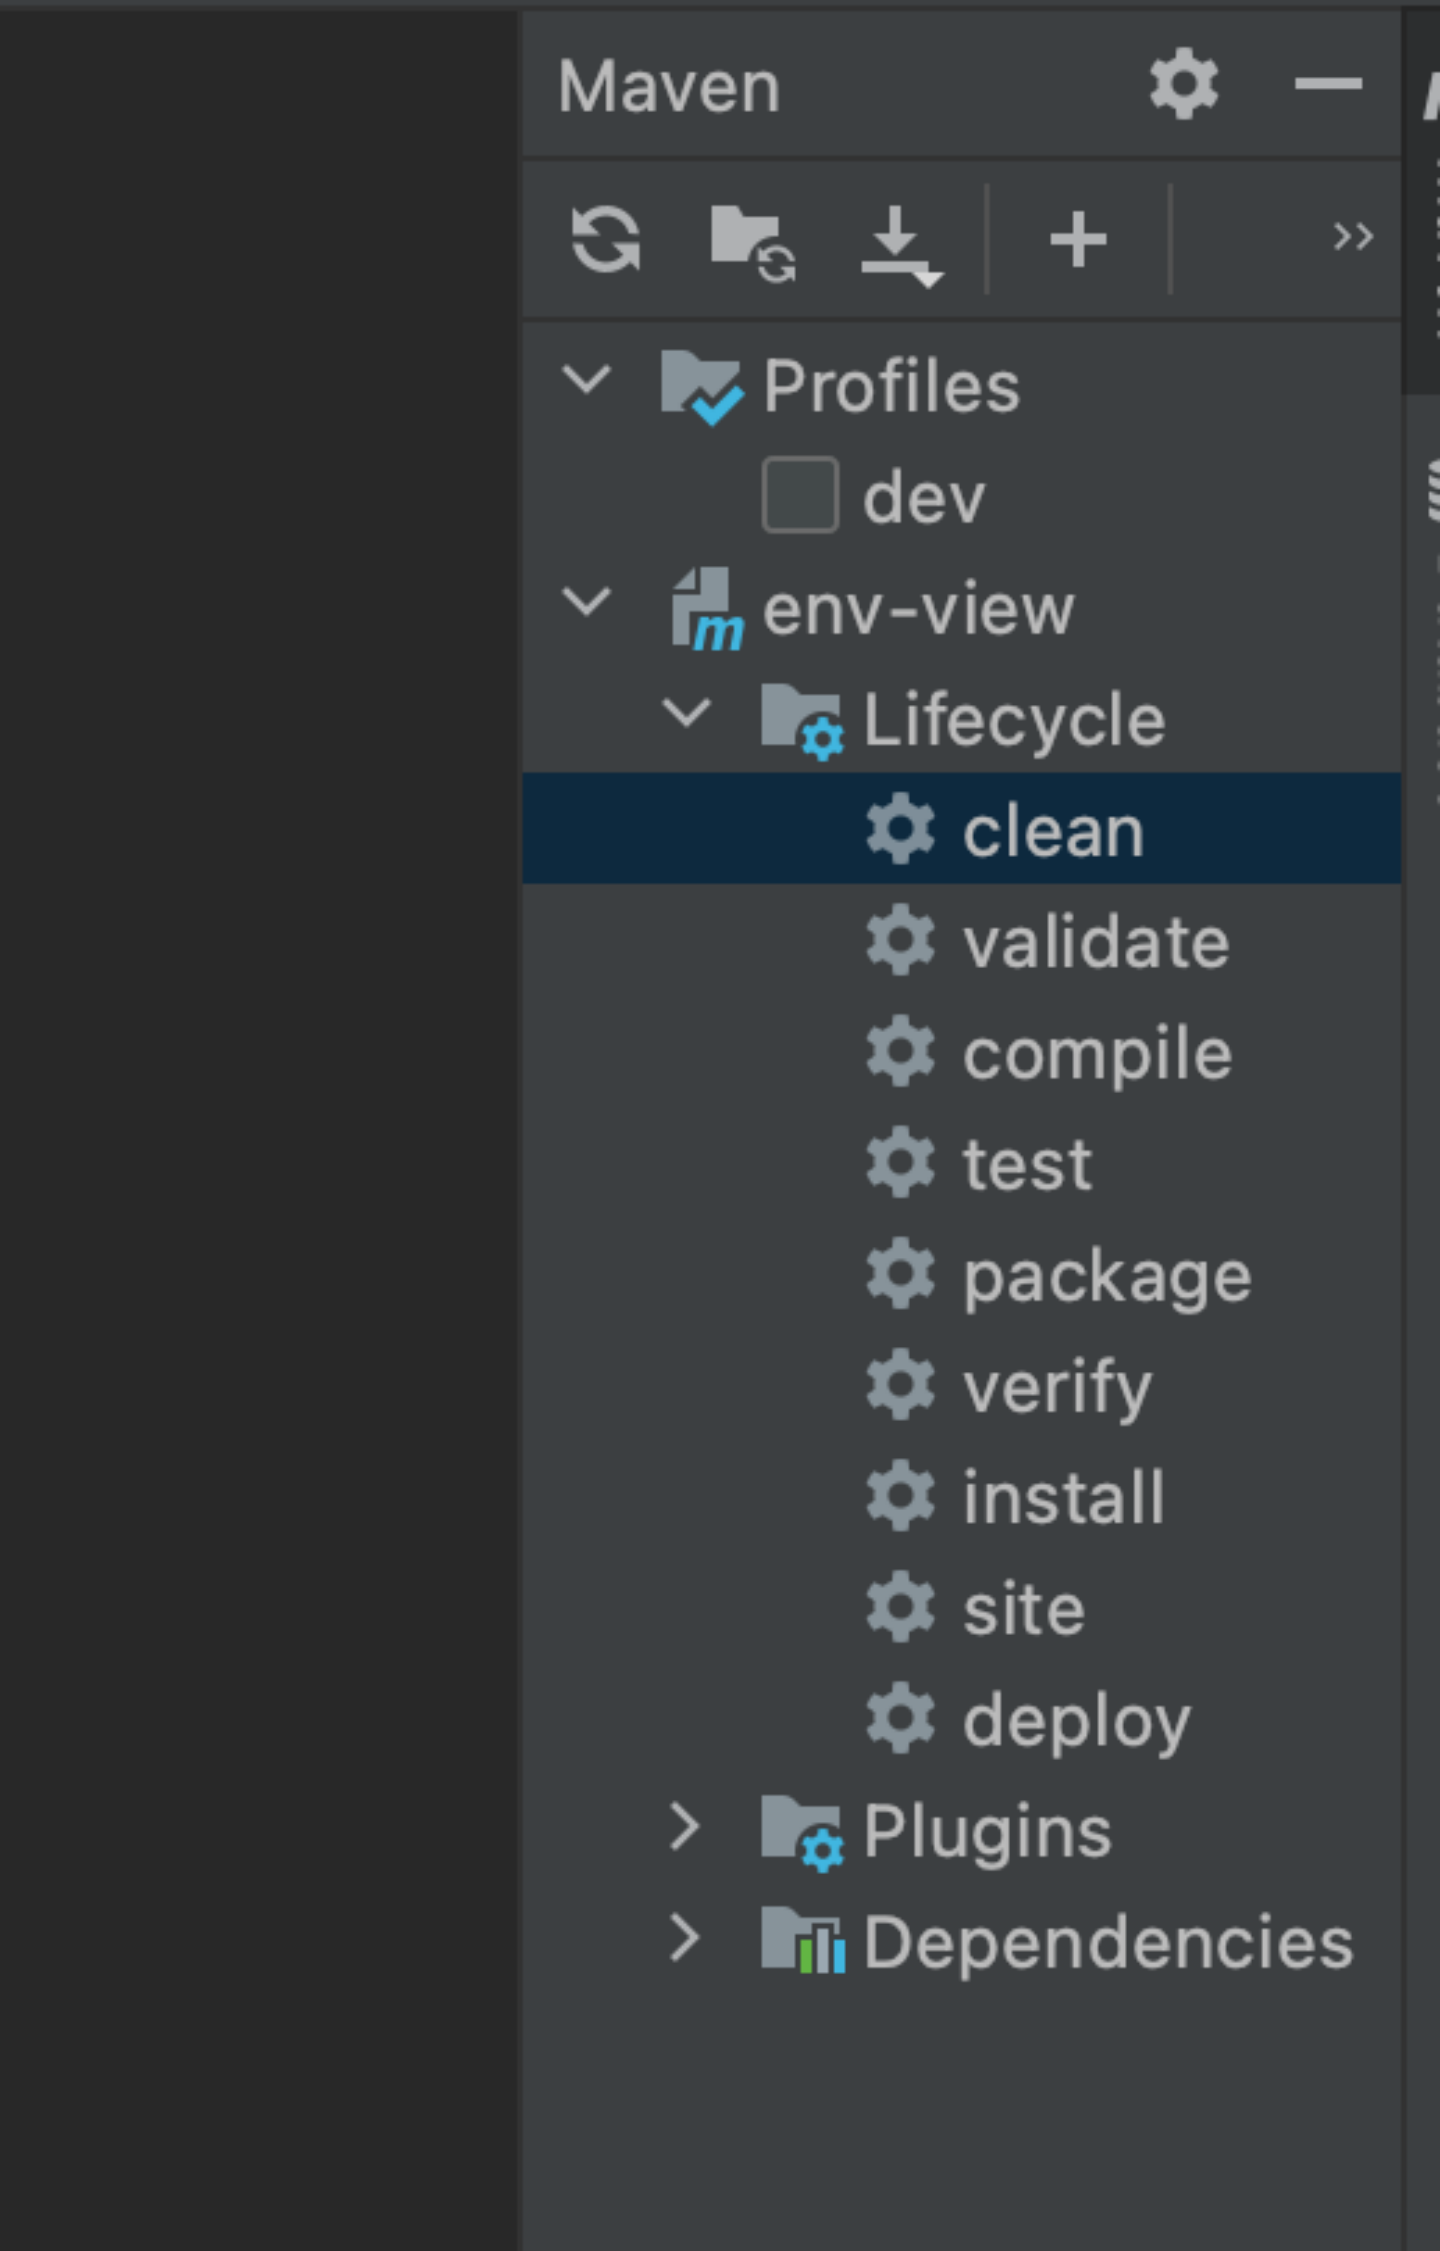 Maven
Profiles
dev
env-view
Lifecycle
clean
validate
compile
test
package
verify
install
site
deploy
Plugins
Dependencies